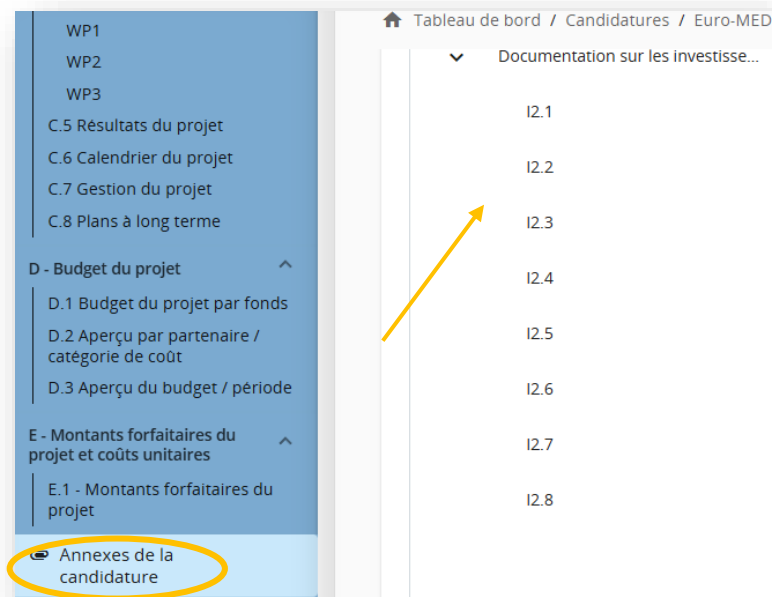 WP1
WP2
WP3
C.5 Résultats du projet
C.6 Calendrier du projet
C.7 Gestion du projet
C.8 Plans à long terme
D - Budget du projet
D.1 Budget du projet par fonds
D.2 Aperçu par partenaire /
catégorie de coût
D.3 Aperçu du budget / période
E - Montants forfaitaires du
projet et coûts unitaires
E.1 - Montants forfaitaires du
projet
Annexes de la
candidature
Tableau de bord / Candidatures / Euro-MED
Documentation sur les investisse...
I2.1
I2.2
I2.3
I2.4
I2.5
I2.6
I2.7
I2.8